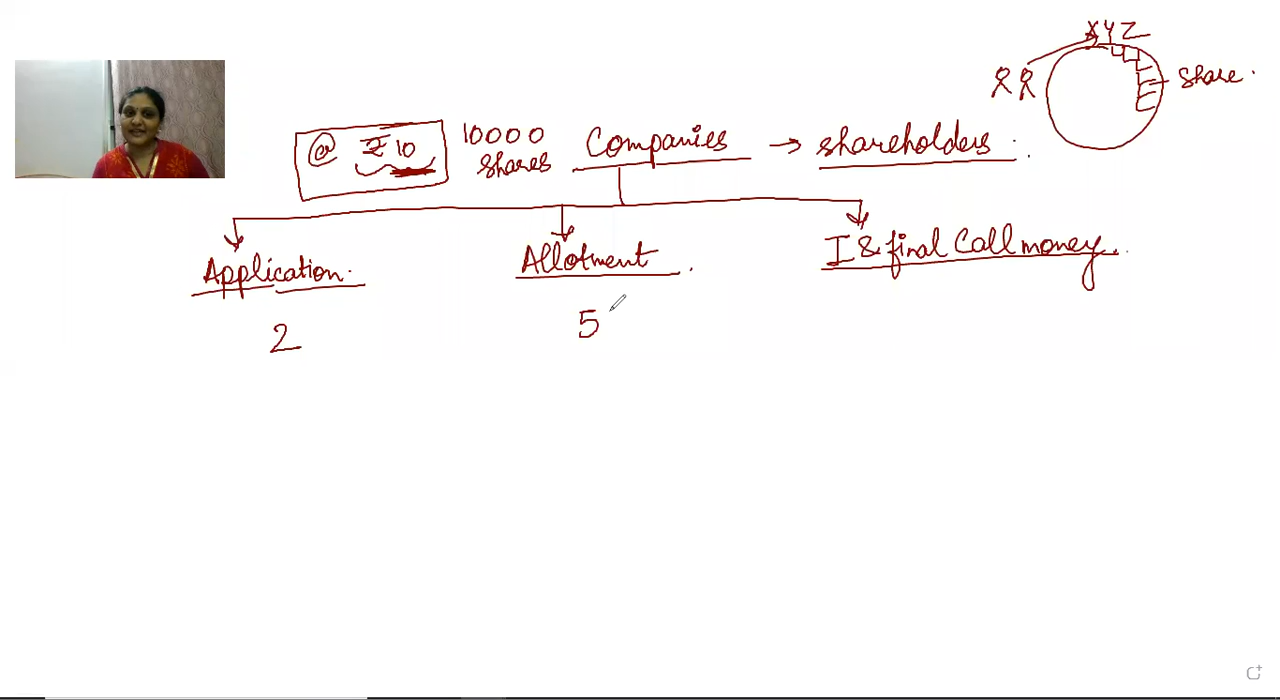 XYZ
Share.
@ ₹10 10000 shares Companies → shareholders.
Application.
Allotment.
I & final Call money.
2
5